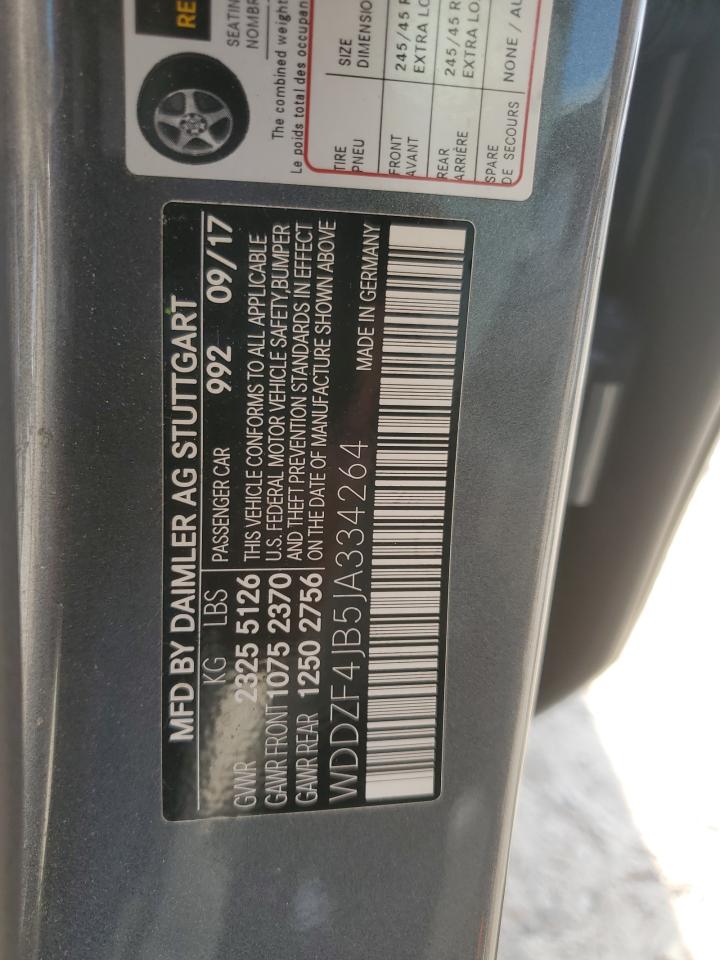 RE
SEATIN
NOMBR
The combined weight
Le poids total des occupan
TIRE SIZE
PNEU DIMENSIO
FRONT 245/45 R
AVANT EXTRA LO
REAR 245/45 R
ARRIÈRE EXTRA LO
SPARE NONE / AU
DE SECOURS
MFD BY DAIMLER AG STUTTGART
KG LBS PASSENGER CAR 992 09/17
GVWR 2325 5126 THIS VEHICLE CONFORMS TO ALL APPLICABLE
GAWR FRONT 1075 2370 U.S. FEDERAL MOTOR VEHICLE SAFETY, BUMPER
GAWR REAR 1250 2756 AND THEFT PREVENTION STANDARDS IN EFFECT
ON THE DATE OF MANUFACTURE SHOWN ABOVE
WDDZF4JB5JA334264 MADE IN GERMANY